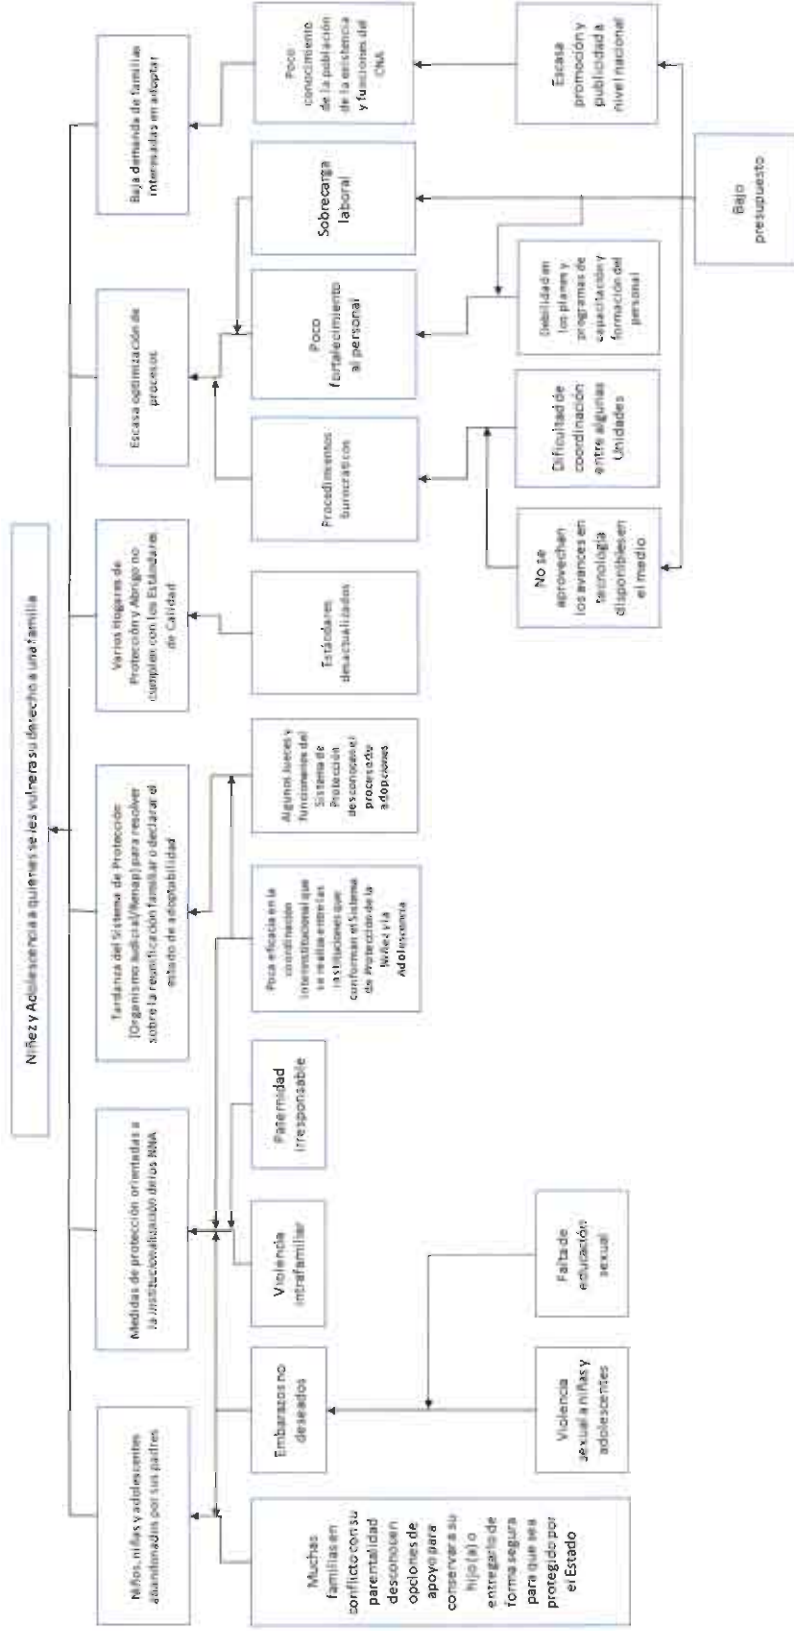 Niñez y Adolescencia a quienes se les vulnera su derecho a una familia
Niños, niñas y adolescentes
abandonados por sus padres
Medidas de protección orientadas a
la institucionalización de los NNA
Tardanza del Sistema de Protección
(Organismo Judicial/Renap) para resolver
sobre la reunificación familiar o declarar el
estado de adoptabilidad
Varios Hogares de
Protección y Abrigo no
cumplen con los Estándares
de Calidad
Escasa optimización de
procesos
Baja demanda de familias
interesadas en adoptar
Muchas
familias en
conflicto con su
parentalidad
desconocen
opciones de
apoyo para
conservar a su
hijo (a) o
entregarlo de
forma segura
para que sea
protegido por
el Estado
Embarazos no
deseados
Violencia
intrafamiliar
Paternidad
irresponsable
Poca eficacia en la
coordinación
interinstitucional que
se realiza entre las
instituciones que
conforman el Sistema
de Protección de la
Niñez y la
Adolescencia
Algunos Jueces y
funcionarios del
Sistema de
Protección
desconocen el
proceso de
adopciones
Estándares
desactualizados
Procedimientos
burocráticos
Poco
fortalecimiento
al personal
Sobrecarga
laboral
Poco
conocimiento
de la población
de la existencia
y funciones del
CNA
Violencia
sexual a niñas y
adolescentes
Falta de
educación
sexual
No se
aprovechan
los avances en
tecnología
disponibles en
el medio
Dificultad de
coordinación
entre algunas
Unidades
Debilidad en
los planes y
programas de
capacitación y
formación del
personal
Escasa
promoción y
publicidad a
nivel nacional
Bajo
presupuesto